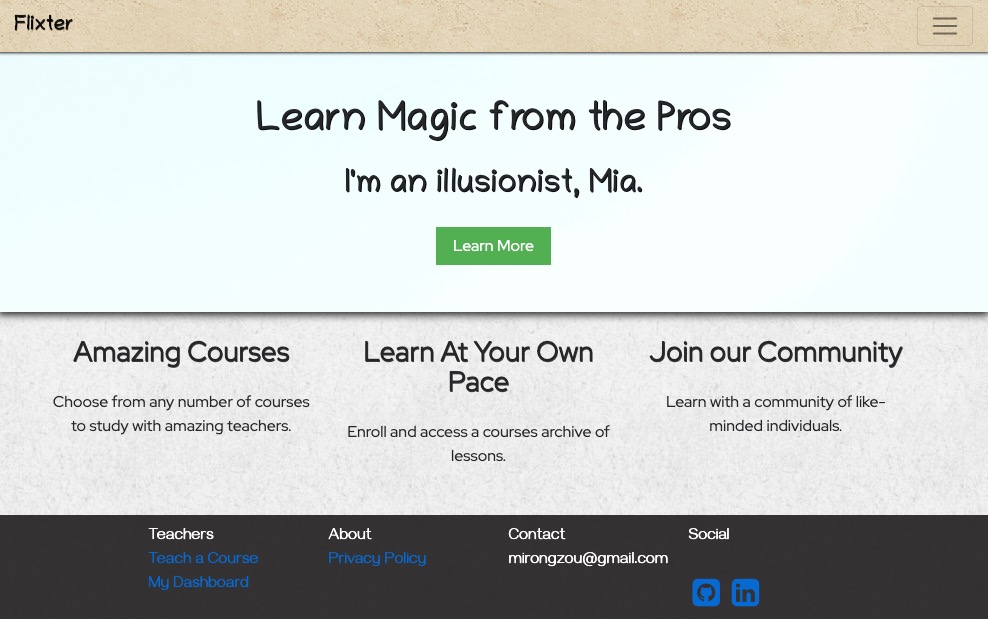 Flixter
Learn Magic from the Pros
I'm an illusionist, Mia.
Learn More
Amazing Courses
Choose from any number of courses
to study with amazing teachers.
Learn At Your Own
Pace
Enroll and access a courses archive of
lessons.
Join our Community
Learn with a community of like-
minded individuals.
Teachers
Teach a Course
My Dashboard
About
Privacy Policy
Contact
mirongzou@gmail.com
Social
in